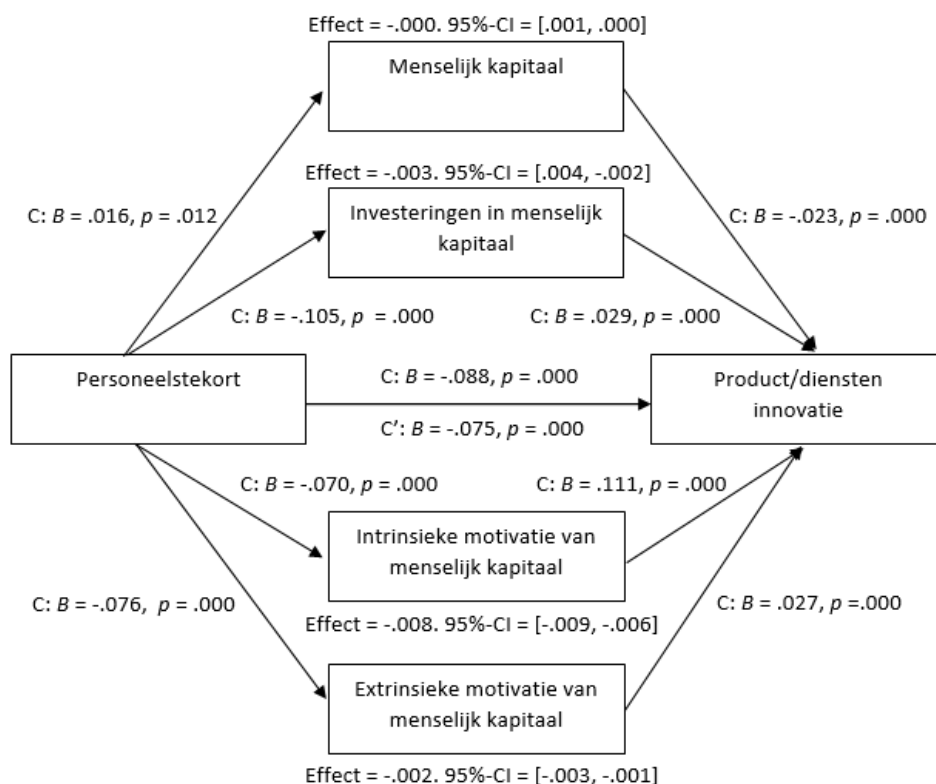 Effect = -.000. 95%-CI = [.001, .000]
Menselijk kapitaal
Effect = -.003. 95%-CI = [.004, -.002]
C: B = .016, p = .012
Investeringen in menselijk
kapitaal
C: B = -.023, p = .000
C: B = -.105, p = .000
C: B = .029, p = .000
Personeelstekort
C: B = -.088, p = .000
C’: B = -.075, p = .000
Product/diensten
innovatie
C: B = -.070, p = .000
C: B = .111, p = .000
Intrinsieke motivatie van
menselijk kapitaal
C: B = -.076, p = .000
C: B = .027, p =.000
Effect = -.008. 95%-CI = [-.009, -.006]
Extrinsieke motivatie van
menselijk kapitaal
Effect = -.002. 95%-CI = [-.003, -.001]